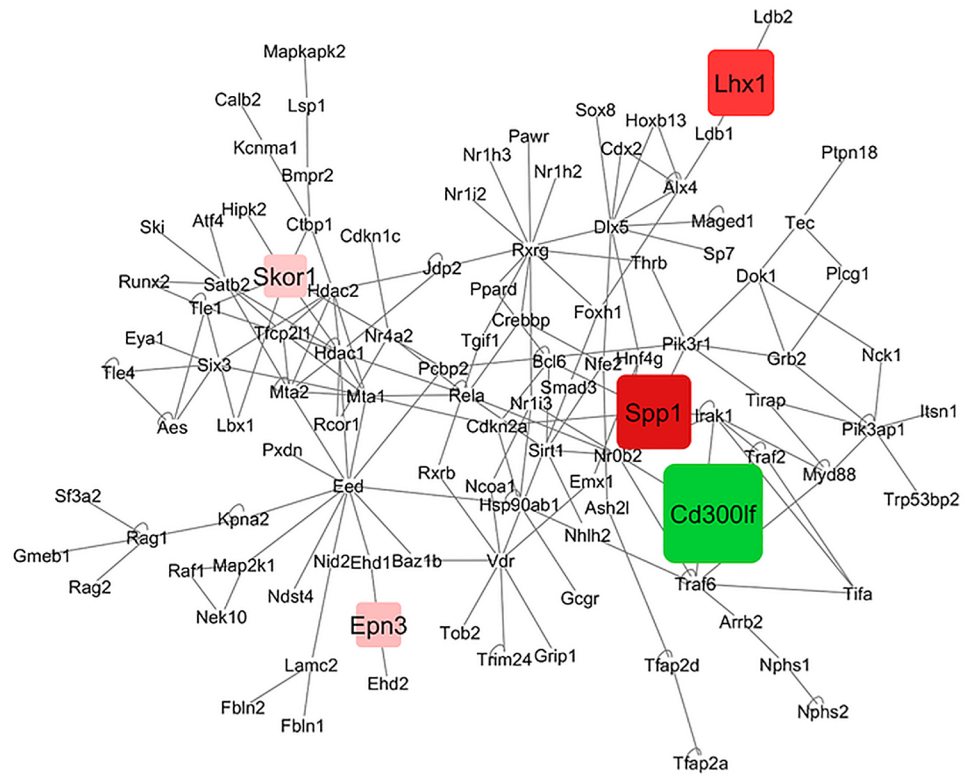 Ldb2
Mapkapk2
Lhx1
Calb2
Lsp1
Sox8
Hoxb13
Ldb1
Pawr
Kcnma1
Cdx2
Nr1h3
Ptpn18
Bmpr2
Nr1h2
Alx4
Nr1i2
Hipk2
Atf4
Ski
Ctbp1
Cdkn1c
Dlx5
Maged1
Tec
Rxrg
Sp7
Thrb
Jdp2
Skor1
Dok1
Plcg1
Runx2
Satb2
Hdac2
Ppard
Tle1
Foxh1
Crebbp
Tfcp2l1
Nr4a2
Eya1
Tgif1
Pik3r1
Hdac1
Six3
Pcbp2
Bcl6
Nfe2
Hnf4g
Grb2
Nck1
Tle4
Smad3
Mta2
Mta1
Rela
Nr1i3
Spp1
Irak1
Tirap
Itsn1
Aes
Lbx1
Rcor1
Cdkn2a
Pik3ap1
Pxdn
Sirt1
Nr0b2
Traf2
Rxrb
Myd88
Eed
Ncoa1
Emx1
Sf3a2
Hsp90ab1
Ash2l
Cd300lf
Trp53bp2
Kpna2
Rag1
Nhlh2
Gmeb1
Raf1
Map2k1
Nid2
Ehd1
Baz1b
Vdr
Rag2
Ndst4
Gcgr
Traf6
Tifa
Nek10
Epn3
Arrb2
Tob2
Trim24
Grip1
Lamc2
Tfap2d
Nphs1
Ehd2
Fbln2
Nphs2
Fbln1
Tfap2a